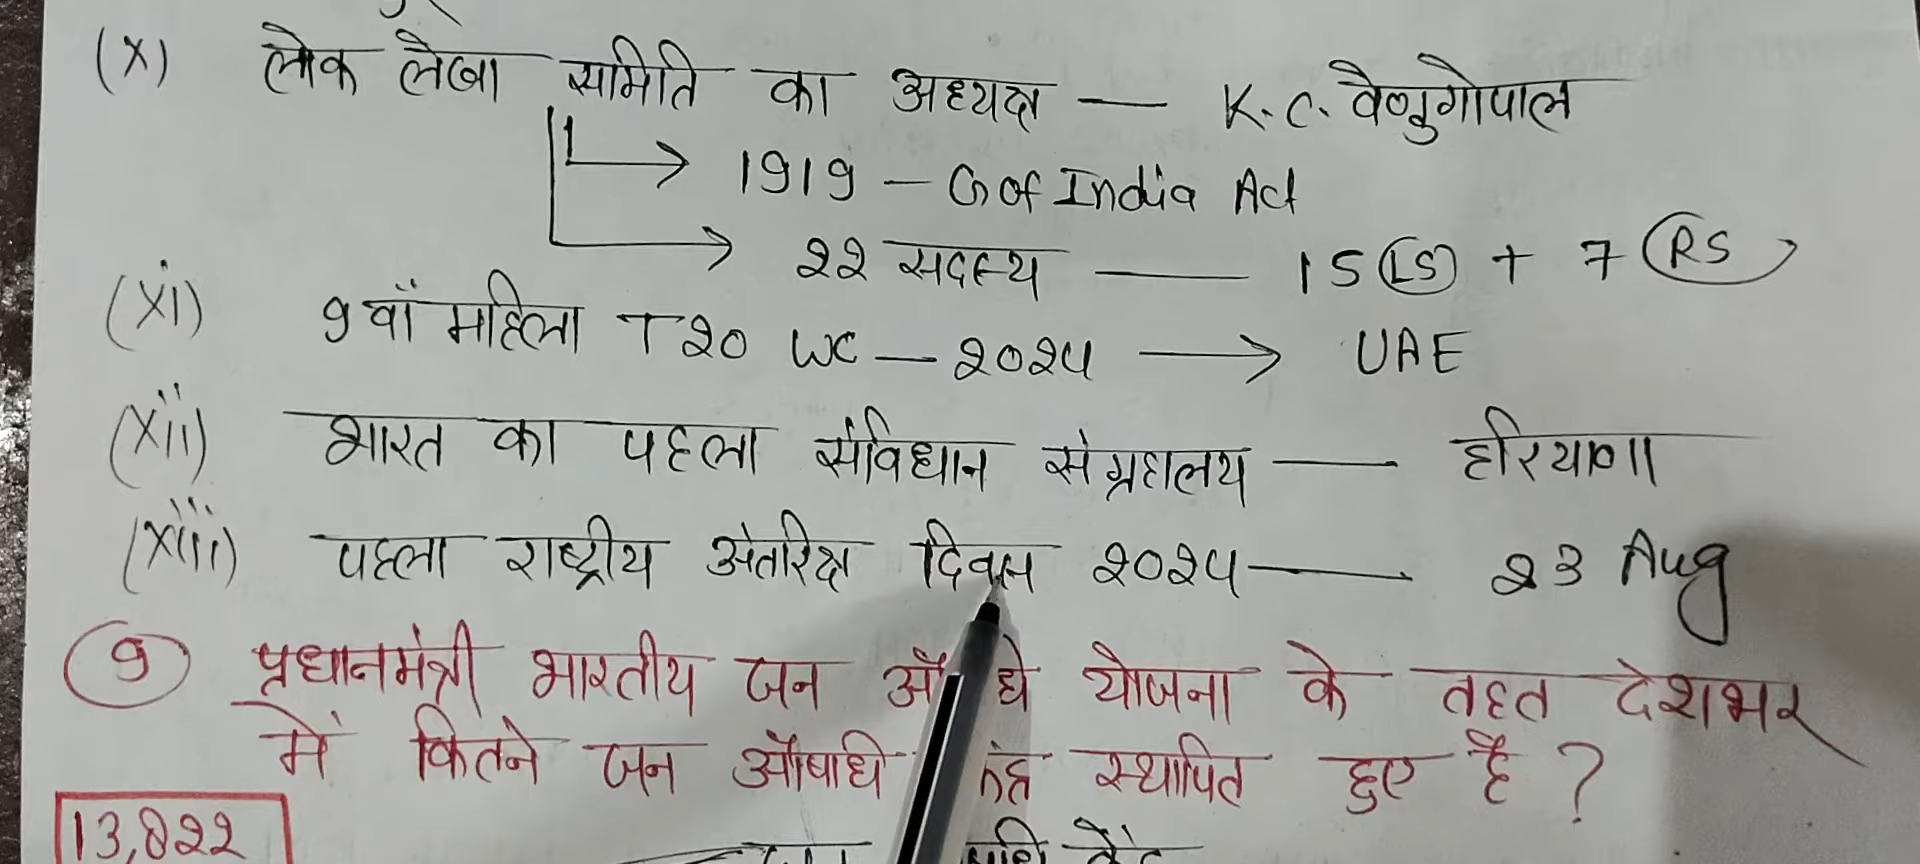 (x) लोक लेखा समिति का अध्यक्ष — K.C. वेणुगोपाल
→ 1919 — G of India Act
→ 22 सदस्य — 15 (LS) + 7 (RS)
(xi) 9वाँ महिला T20 WC — 2024 → UAE
(xii) भारत का पहला संविधान संग्रहालय — हरियाणा
(xiii) पहला राष्ट्रीय अंतरिक्ष दिवस 2024 — 23 Aug
9 प्रधानमंत्री भारतीय जन योजना के तहत देशभर
में कितने जन औषधि स्थापित हुए है ?
13,822